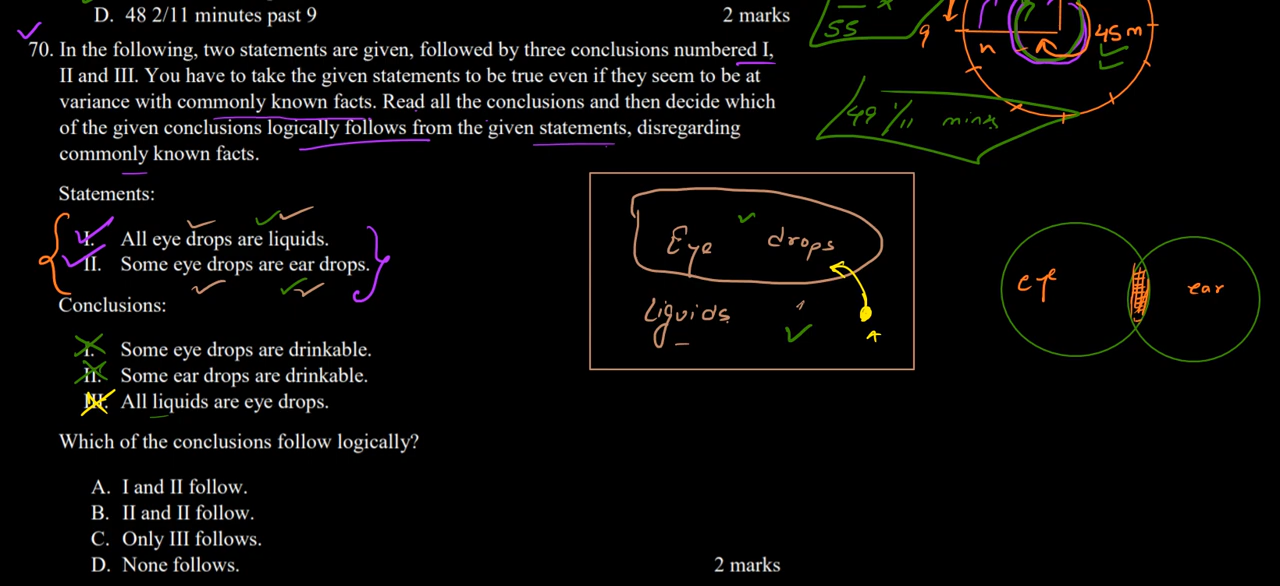 D. 48 2/11 minutes past 9
2 marks
55
9
45 m
49 1/11 mins
70. In the following, two statements are given, followed by three conclusions numbered I,
II and III. You have to take the given statements to be true even if they seem to be at
variance with commonly known facts. Read all the conclusions and then decide which
of the given conclusions logically follows from the given statements, disregarding
commonly known facts.
Statements:
I. All eye drops are liquids.
II. Some eye drops are ear drops.
Conclusions:
I. Some eye drops are drinkable.
II. Some ear drops are drinkable.
III. All liquids are eye drops.
Which of the conclusions follow logically?
A. I and II follow.
B. II and II follow.
C. Only III follows.
D. None follows.
2 marks
Eye drops
liquids
A
eye
ear